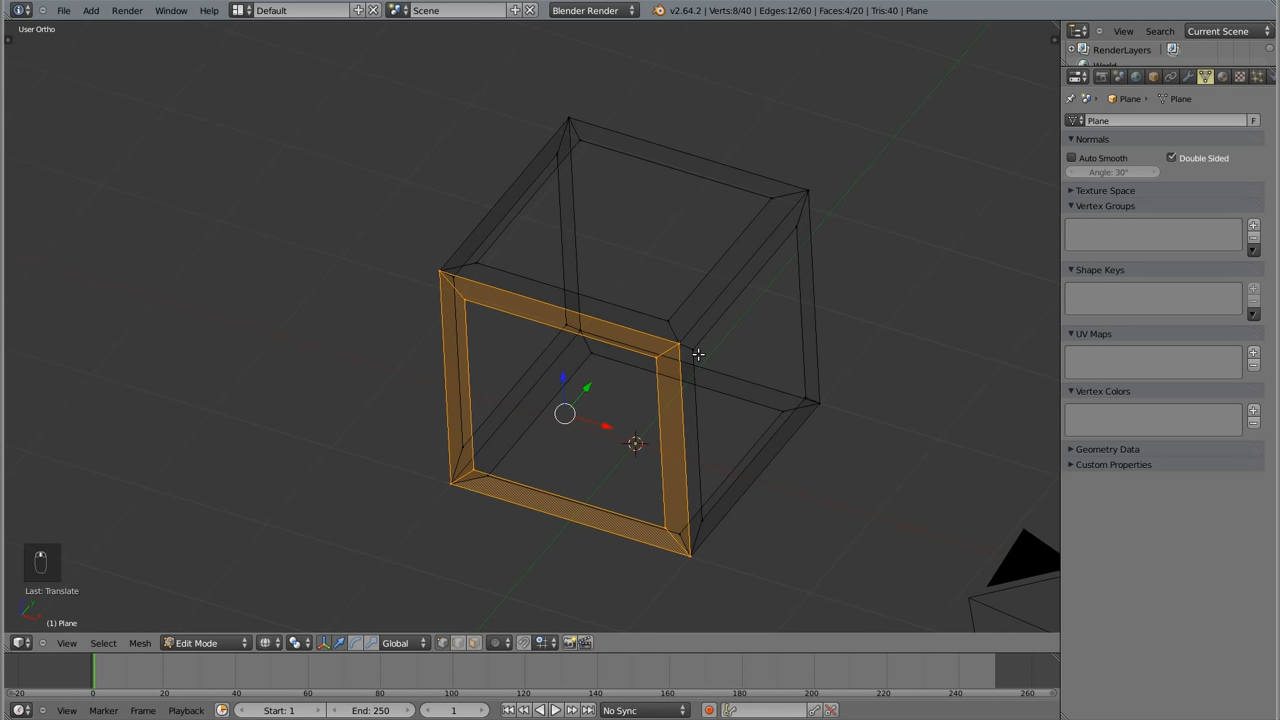 File Add Render Window Help Default Scene Blender Render v2.64.2 | Verts:8/40 | Edges:12/60 | Faces:4/20 | Tris:40 | Plane
User Ortho
View Search Current Scene
RenderLayers
Plane Plane
Plane F
Normals
Auto Smooth Double Sided
Angle: 30°
Texture Space
Vertex Groups
Shape Keys
UV Maps
Vertex Colors
Geometry Data
Custom Properties
Last: Translate
(1) Plane
View Select Mesh Edit Mode Global
-20 0 20 40 60 80 100 120 140 160 180 200 220 240 260
View Marker Frame Playback Start: 1 End: 250 1 No Sync